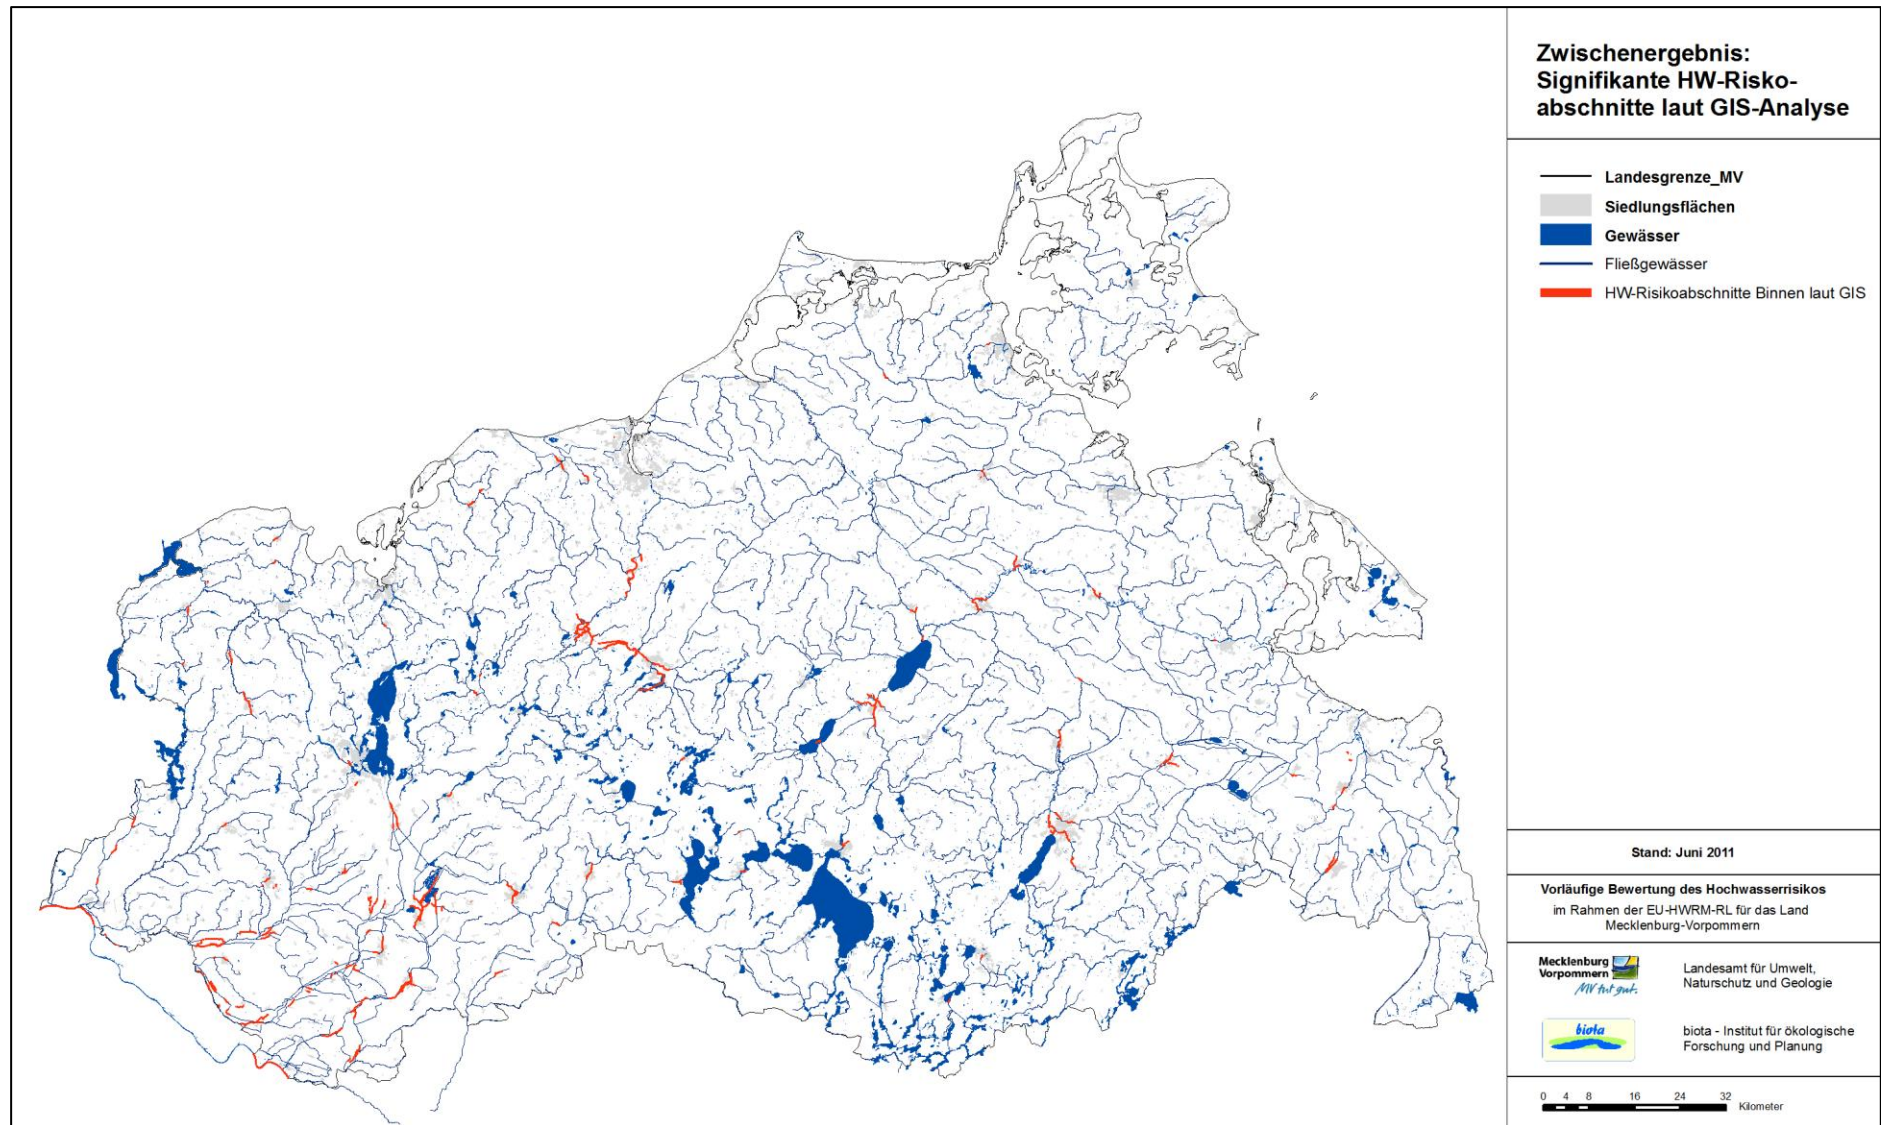 Zwischenergebnis:
Signifikante HW-Risko-
abschnitte laut GIS-Analyse
Landesgrenze_MV
Siedlungsflächen
Gewässer
Fließgewässer
HW-Risikoabschnitte Binnen laut GIS
Stand: Juni 2011
Vorläufige Bewertung des Hochwasserrisikos
im Rahmen der EU-HWRM-RL für das Land
Mecklenburg-Vorpommern
Mecklenburg
Vorpommern
MV tut gut.
Landesamt für Umwelt,
Naturschutz und Geologie
biota
biota - Institut für ökologische
Forschung und Planung
0 4 8 16 24 32
Kilometer